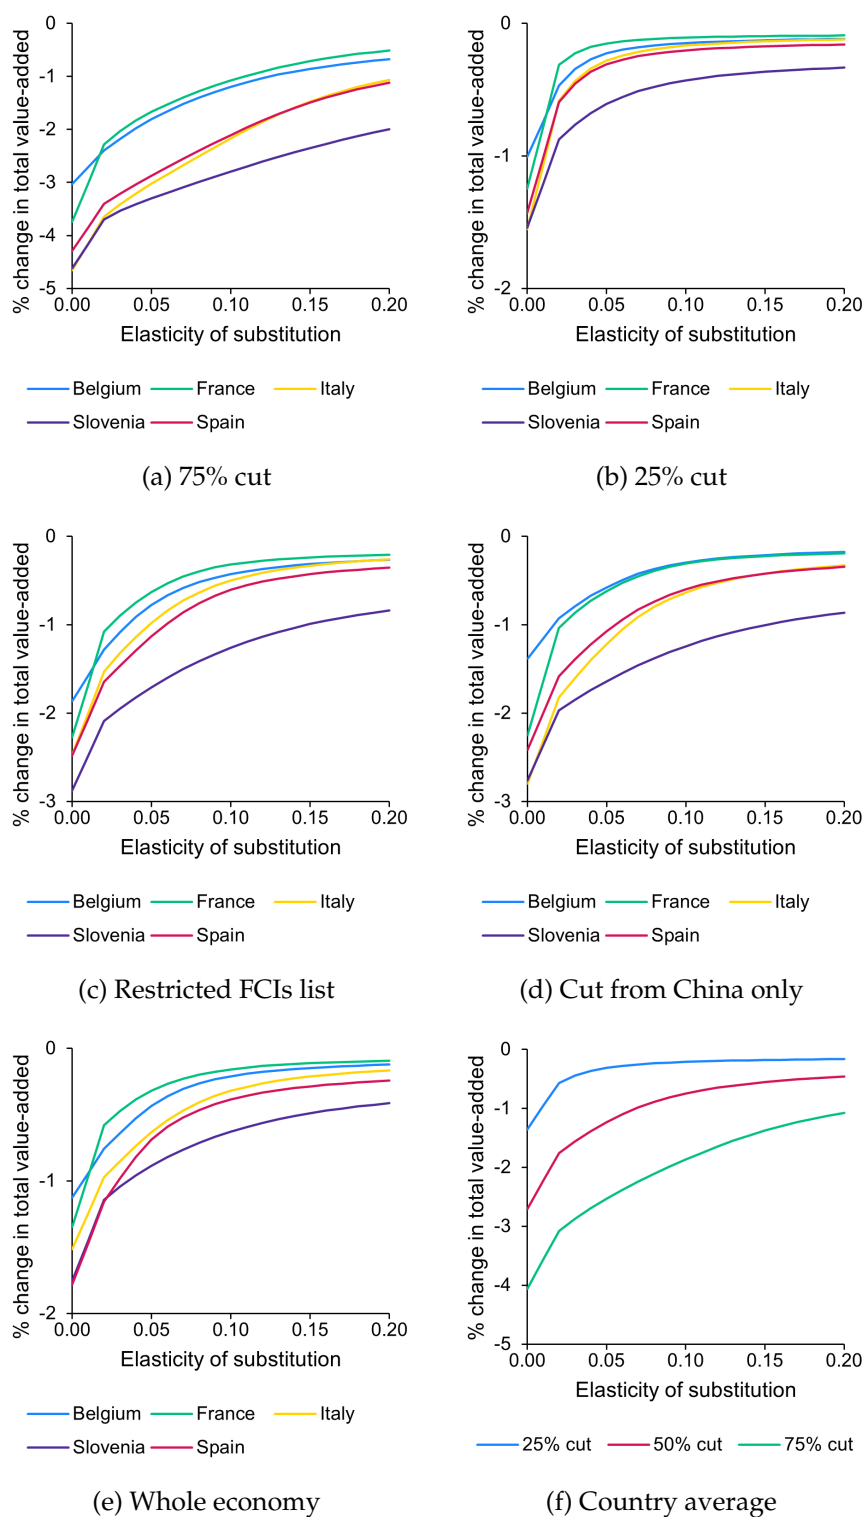 % change in total value-added
0
-1
-2
-3
-4
-5
0.00 0.05 0.10 0.15 0.20
Elasticity of substitution
Belgium France Italy
Slovenia Spain
(a) 75% cut
% change in total value-added
0
-1
-2
0.00 0.05 0.10 0.15 0.20
Elasticity of substitution
Belgium France Italy
Slovenia Spain
(b) 25% cut
% change in total value-added
0
-1
-2
-3
0.00 0.05 0.10 0.15 0.20
Elasticity of substitution
Belgium France Italy
Slovenia Spain
(c) Restricted FCIs list
% change in total value-added
0
-1
-2
-3
0.00 0.05 0.10 0.15 0.20
Elasticity of substitution
Belgium France Italy
Slovenia Spain
(d) Cut from China only
% change in total value-added
0
-1
-2
0.00 0.05 0.10 0.15 0.20
Elasticity of substitution
Belgium France Italy
Slovenia Spain
(e) Whole economy
% change in total value-added
0
-1
-2
-3
-4
-5
0.00 0.05 0.10 0.15 0.20
Elasticity of substitution
25% cut 50% cut 75% cut
(f) Country average